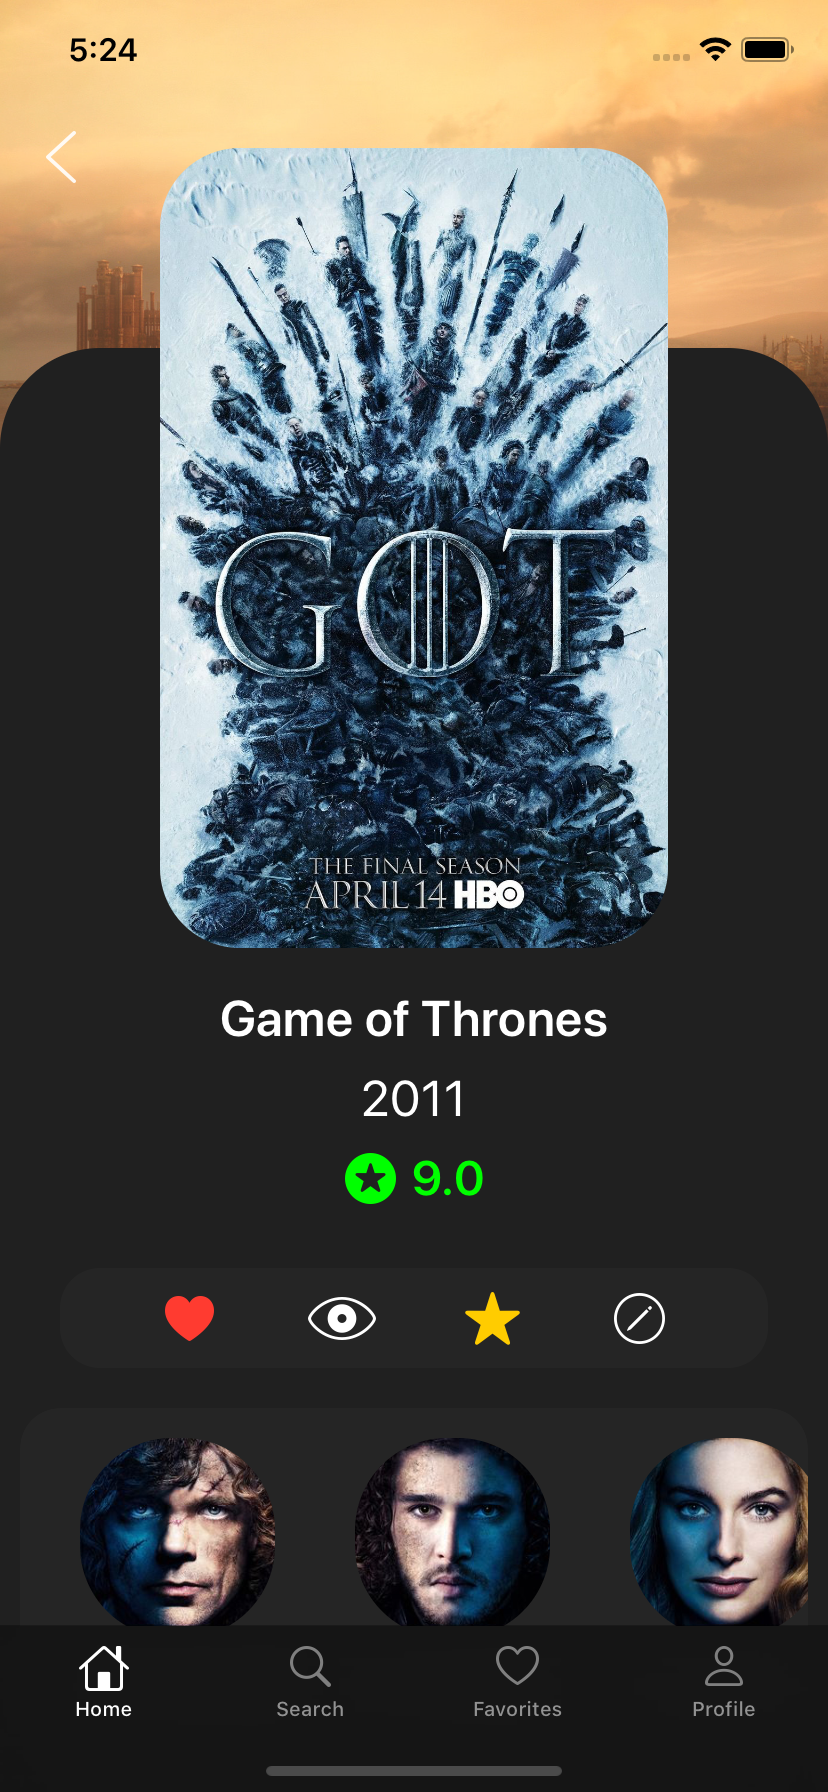 5:24
GOT
THE FINAL SEASON
APRIL 14 HBO
Game of Thrones
2011
9.0
Home
Search
Favorites
Profile